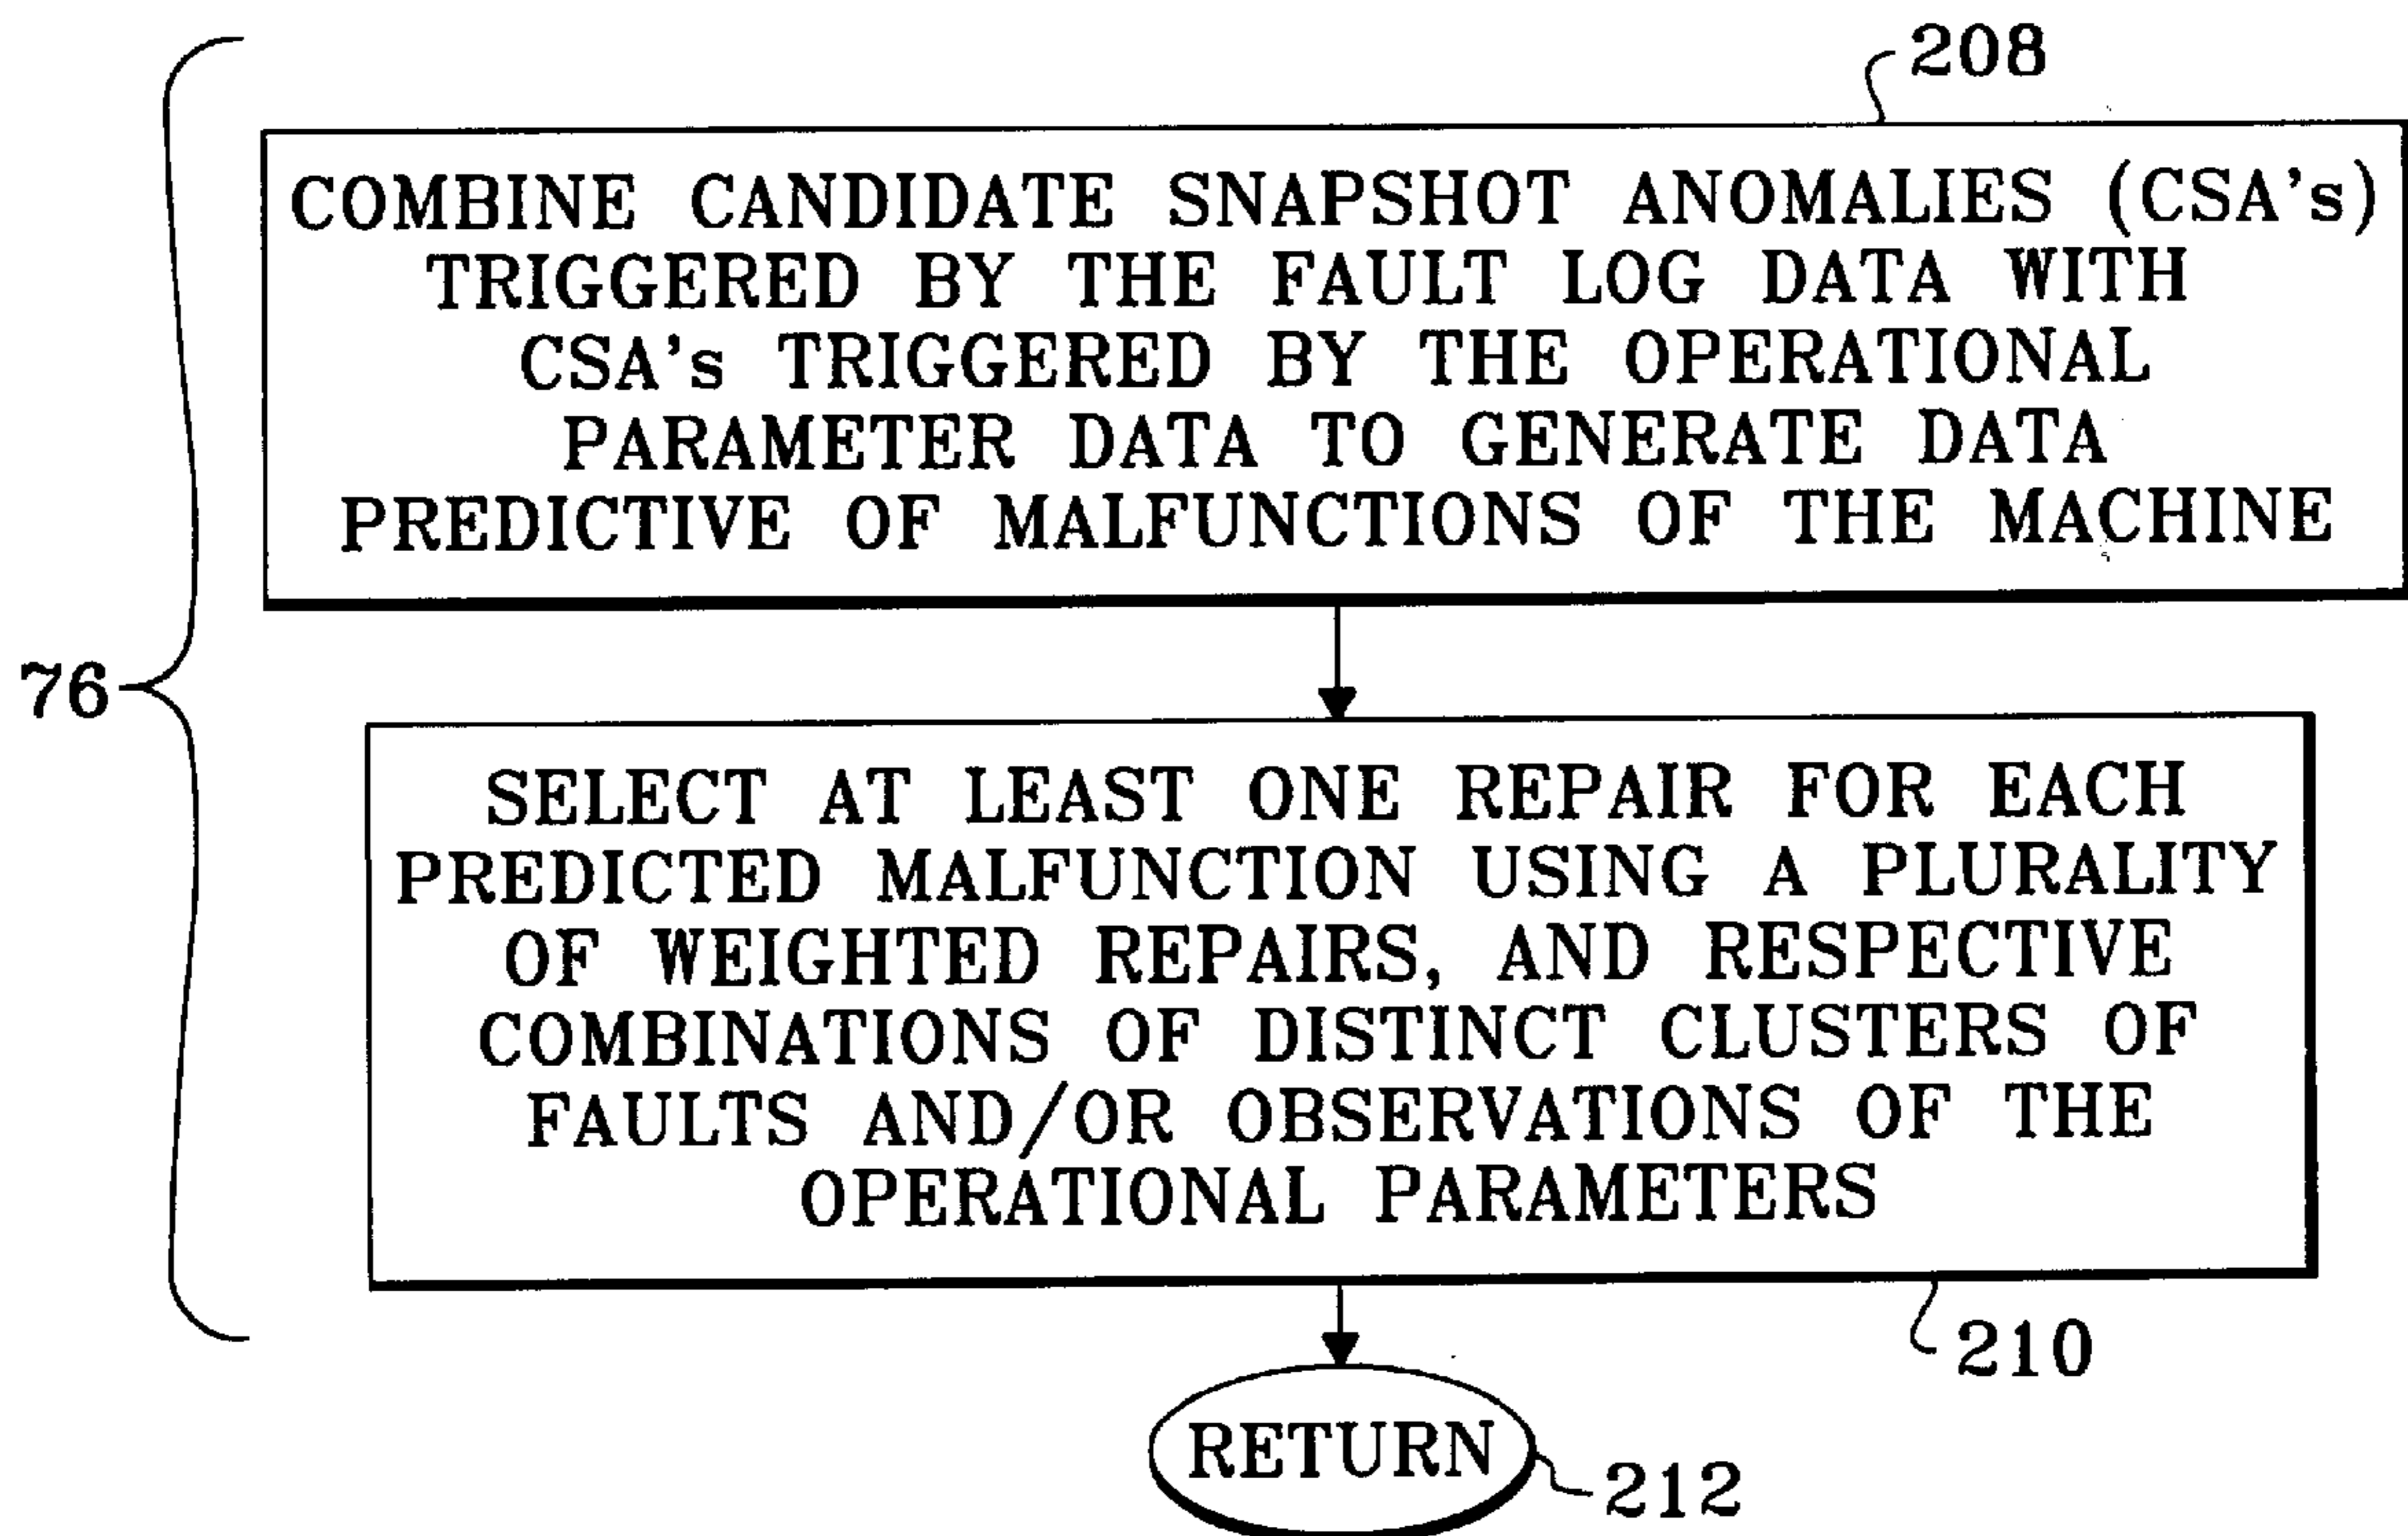 208
COMBINE CANDIDATE SNAPSHOT ANOMALIES (CSA's)
TRIGGERED BY THE FAULT LOG DATA WITH
CSA's TRIGGERED BY THE OPERATIONAL
PARAMETER DATA TO GENERATE DATA
PREDICTIVE OF MALFUNCTIONS OF THE MACHINE
76
SELECT AT LEAST ONE REPAIR FOR EACH
PREDICTED MALFUNCTION USING A PLURALITY
OF WEIGHTED REPAIRS, AND RESPECTIVE
COMBINATIONS OF DISTINCT CLUSTERS OF
FAULTS AND/OR OBSERVATIONS OF THE
OPERATIONAL PARAMETERS
210
RETURN
212